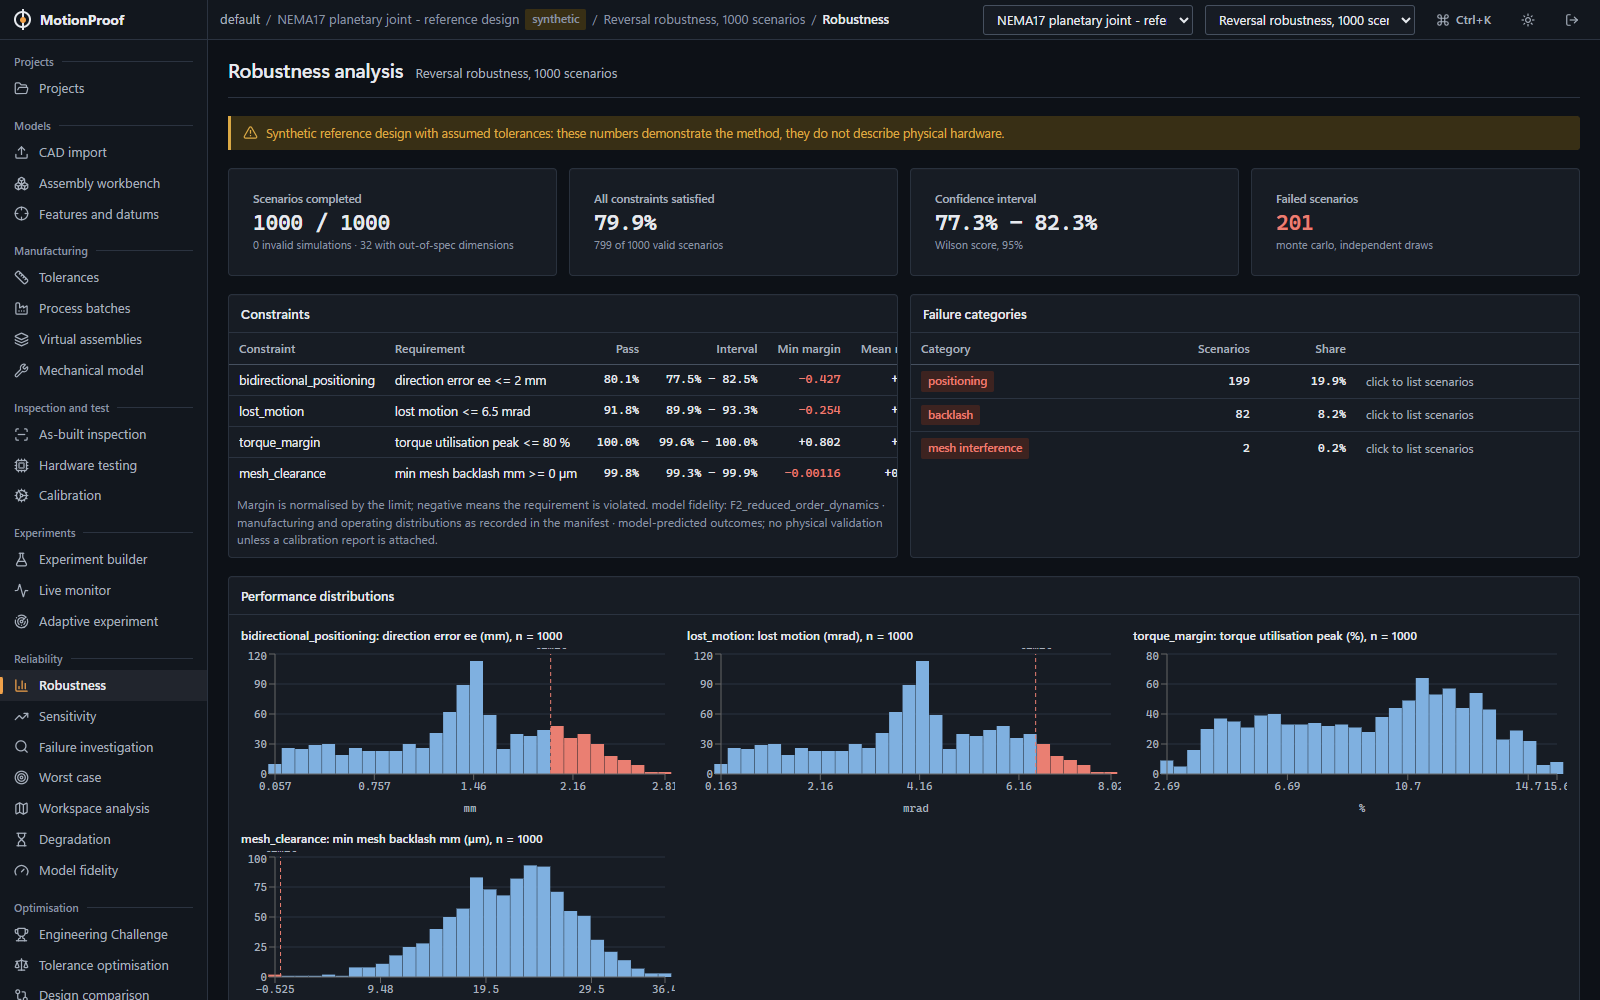 MotionProof
default / NEMA17 planetary joint - reference design synthetic / Reversal robustness, 1000 scenarios / Robustness
NEMA17 planetary joint - refe
Reversal robustness, 1000 scer
Ctrl+K
Projects
Projects
Models
CAD import
Assembly workbench
Features and datums
Manufacturing
Tolerances
Process batches
Virtual assemblies
Mechanical model
Inspection and test
As-built inspection
Hardware testing
Calibration
Experiments
Experiment builder
Live monitor
Adaptive experiment
Reliability
Robustness
Sensitivity
Failure investigation
Worst case
Workspace analysis
Degradation
Model fidelity
Optimisation
Engineering Challenge
Tolerance optimisation
Design comparison
Robustness analysis Reversal robustness, 1000 scenarios
Synthetic reference design with assumed tolerances: these numbers demonstrate the method, they do not describe physical hardware.
Scenarios completed
1000 / 1000
0 invalid simulations · 32 with out-of-spec dimensions
All constraints satisfied
79.9%
799 of 1000 valid scenarios
Confidence interval
77.3% – 82.3%
Wilson score, 95%
Failed scenarios
201
monte carlo, independent draws
Constraints
Constraint Requirement Pass Interval Min margin Mean
bidirectional_positioning direction error ee <= 2 mm 80.1% 77.5% – 82.5% −0.427 +
lost_motion lost motion <= 6.5 mrad 91.8% 89.9% – 93.3% −0.254 +
torque_margin torque utilisation peak <= 80 % 100.0% 99.6% – 100.0% +0.802 +
mesh_clearance min mesh backlash mm >= 0 µm 99.8% 99.3% – 99.9% −0.00116 +0
Margin is normalised by the limit; negative means the requirement is violated. model fidelity: F2_reduced_order_dynamics ·
manufacturing and operating distributions as recorded in the manifest · model-predicted outcomes; no physical validation
unless a calibration report is attached.
Failure categories
Category Scenarios Share
positioning 199 19.9% click to list scenarios
backlash 82 8.2% click to list scenarios
mesh interference 2 0.2% click to list scenarios
Performance distributions
bidirectional_positioning: direction error ee (mm), n = 1000
120
90
60
30
0
0.057 0.757 1.46 2.16 2.81
mm
lost_motion: lost motion (mrad), n = 1000
120
90
60
30
0
0.163 2.16 4.16 6.16 8.02
mrad
torque_margin: torque utilisation peak (%), n = 1000
80
60
40
20
0
2.69 6.69 10.7 14.7 15.6
%
mesh_clearance: min mesh backlash mm (µm), n = 1000
100
75
50
25
0
−0.525 9.48 19.5 29.5 36.